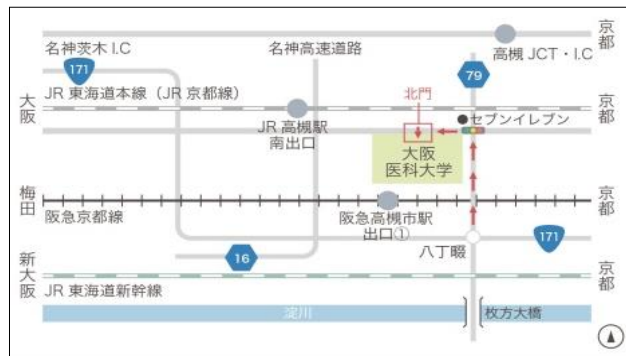 京都
名神茨木 I.C
名神高速道路
高槻 JCT・I.C
171
79
大阪
JR 東海道本線（JR 京都線）
北門
京都
セブンイレブン
JR 高槻駅
南出口
大阪
医科大学
梅田
阪急京都線
阪急高槻市駅
出口①
京都
八丁畷
171
16
新大阪
JR 東海道新幹線
京都
淀川
枚方大橋